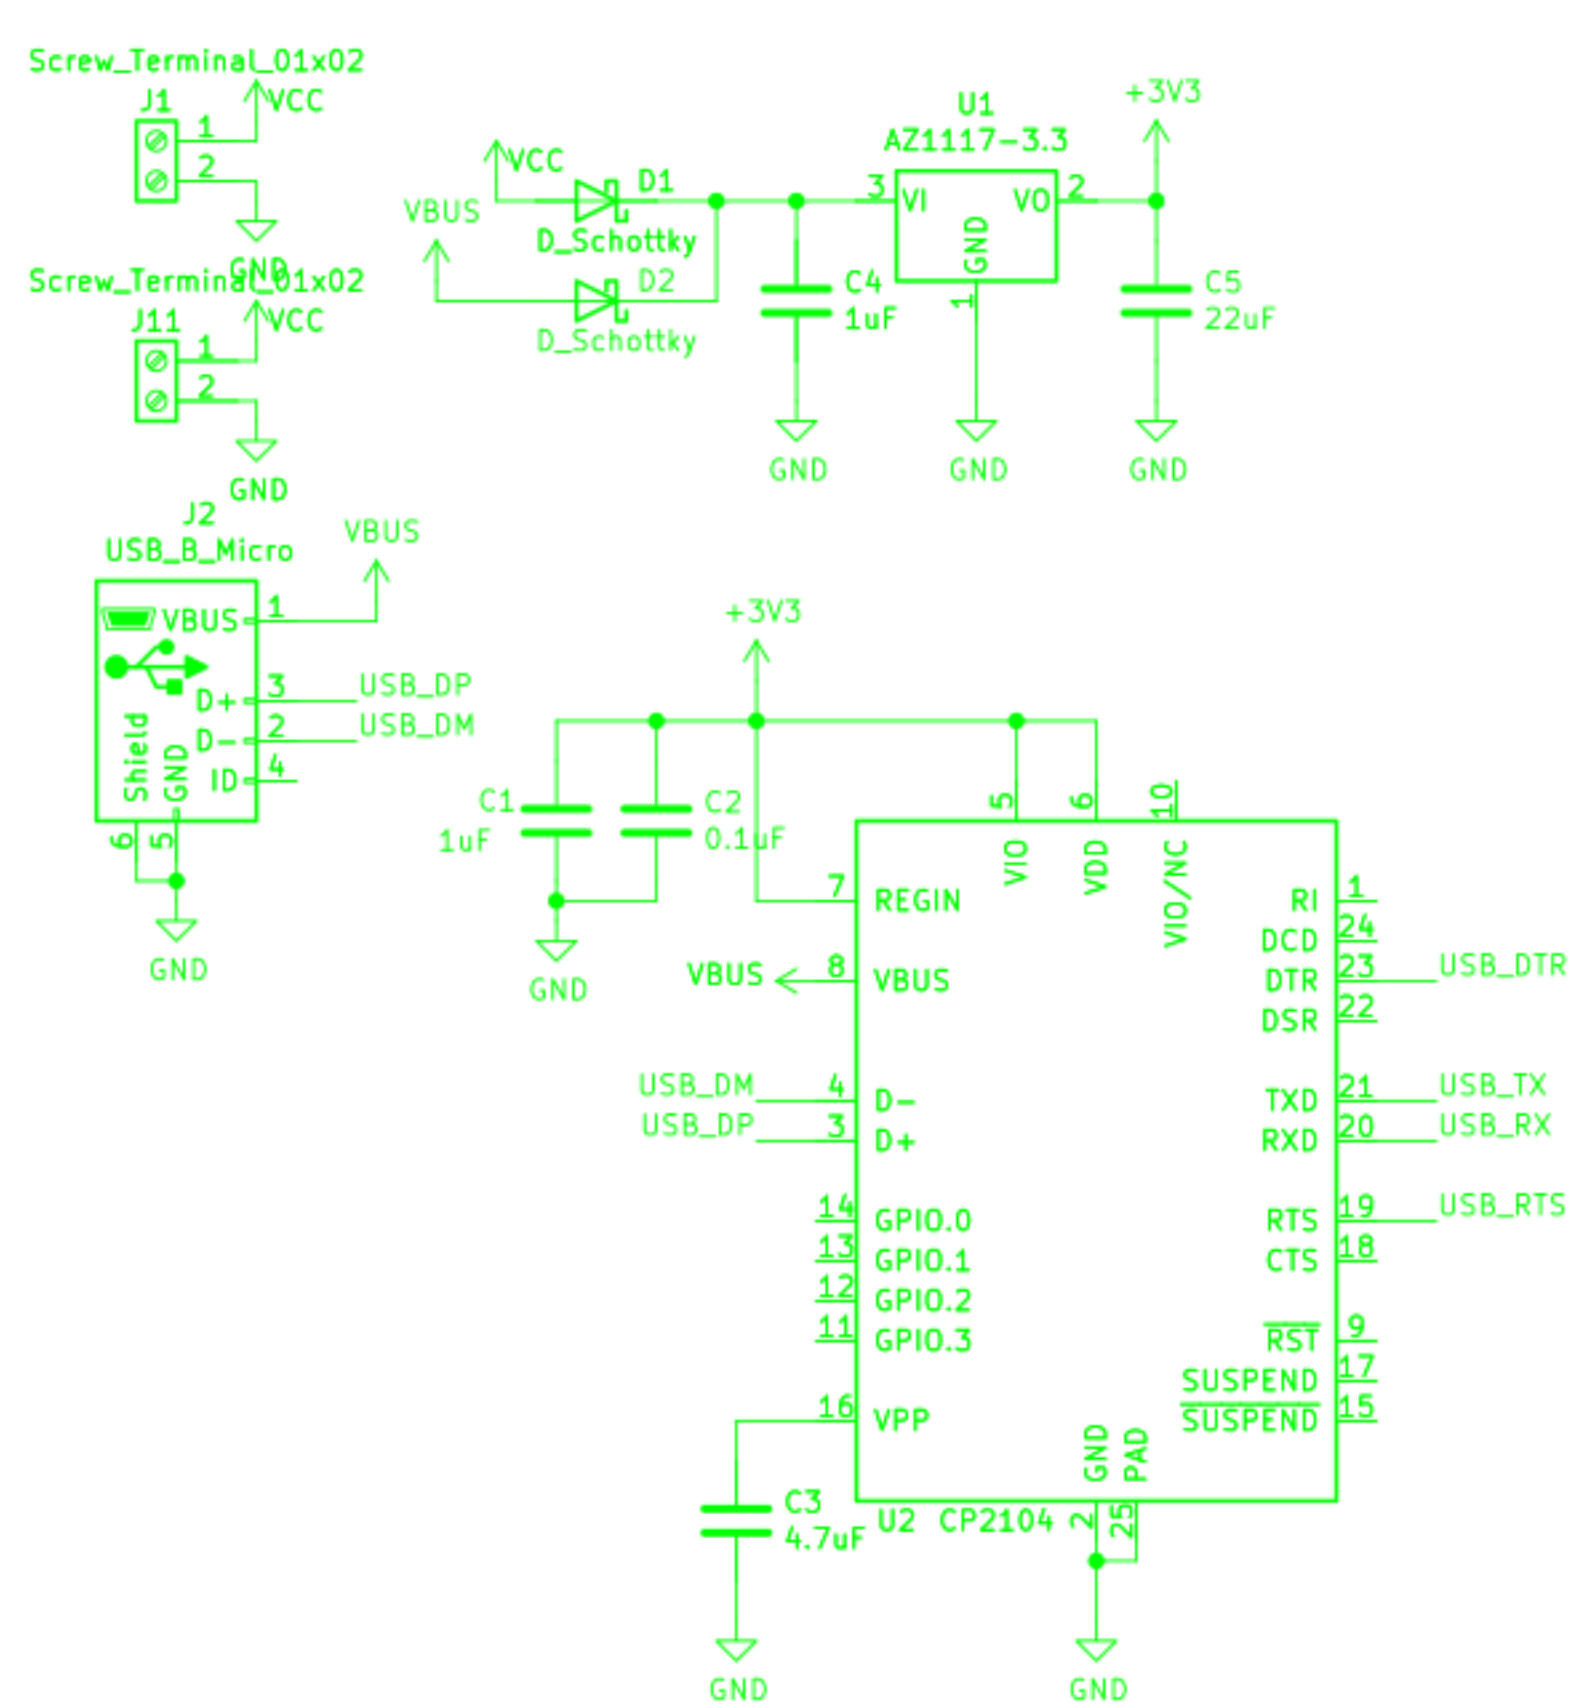 Screw_Terminal_01x02
J1
VCC
1
2
GND
Screw_Terminal_01x02
J11
VCC
1
2
GND
VCC
D1
D_Schottky
VBUS
D2
D_Schottky
U1
AZ1117-3.3
3
VI
VO
2
GND
1
+3V3
C4
1uF
C5
22uF
GND
GND
GND
J2
USB_B_Micro
VBUS
VBUS
1
D+
3
USB_DP
D-
2
USB_DM
ID
4
Shield
GND
6
5
GND
+3V3
C1
1uF
C2
0.1uF
GND
5
6
10
VIO
VDD
VIO/NC
7
REGIN
VBUS
8
VBUS
USB_DM
4
D-
USB_DP
3
D+
14
GPIO.0
13
GPIO.1
12
GPIO.2
11
GPIO.3
16
VPP
RI
1
DCD
24
DTR
23
USB_DTR
DSR
22
TXD
21
USB_TX
RXD
20
USB_RX
RTS
19
USB_RTS
CTS
18
RST
9
SUSPEND
17
SUSPEND
15
GND
PAD
C3
4.7uF
U2
CP2104
2
25
GND
GND